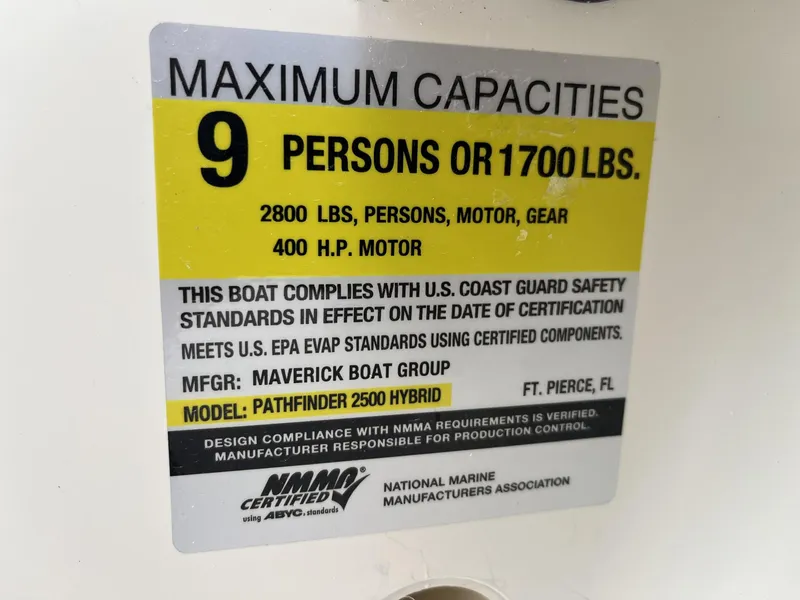 MAXIMUM CAPACITIES
9 PERSONS OR 1700 LBS.
2800 LBS, PERSONS, MOTOR, GEAR
400 H.P. MOTOR
THIS BOAT COMPLIES WITH U.S. COAST GUARD SAFETY
STANDARDS IN EFFECT ON THE DATE OF CERTIFICATION
MEETS U.S. EPA EVAP STANDARDS USING CERTIFIED COMPONENTS.
MFGR: MAVERICK BOAT GROUP
FT. PIERCE, FL
MODEL: PATHFINDER 2500 HYBRID
DESIGN COMPLIANCE WITH NMMA REQUIREMENTS IS VERIFIED.
MANUFACTURER RESPONSIBLE FOR PRODUCTION CONTROL.
NMMA®
CERTIFIED
using ABYC. standards
NATIONAL MARINE
MANUFACTURERS ASSOCIATION